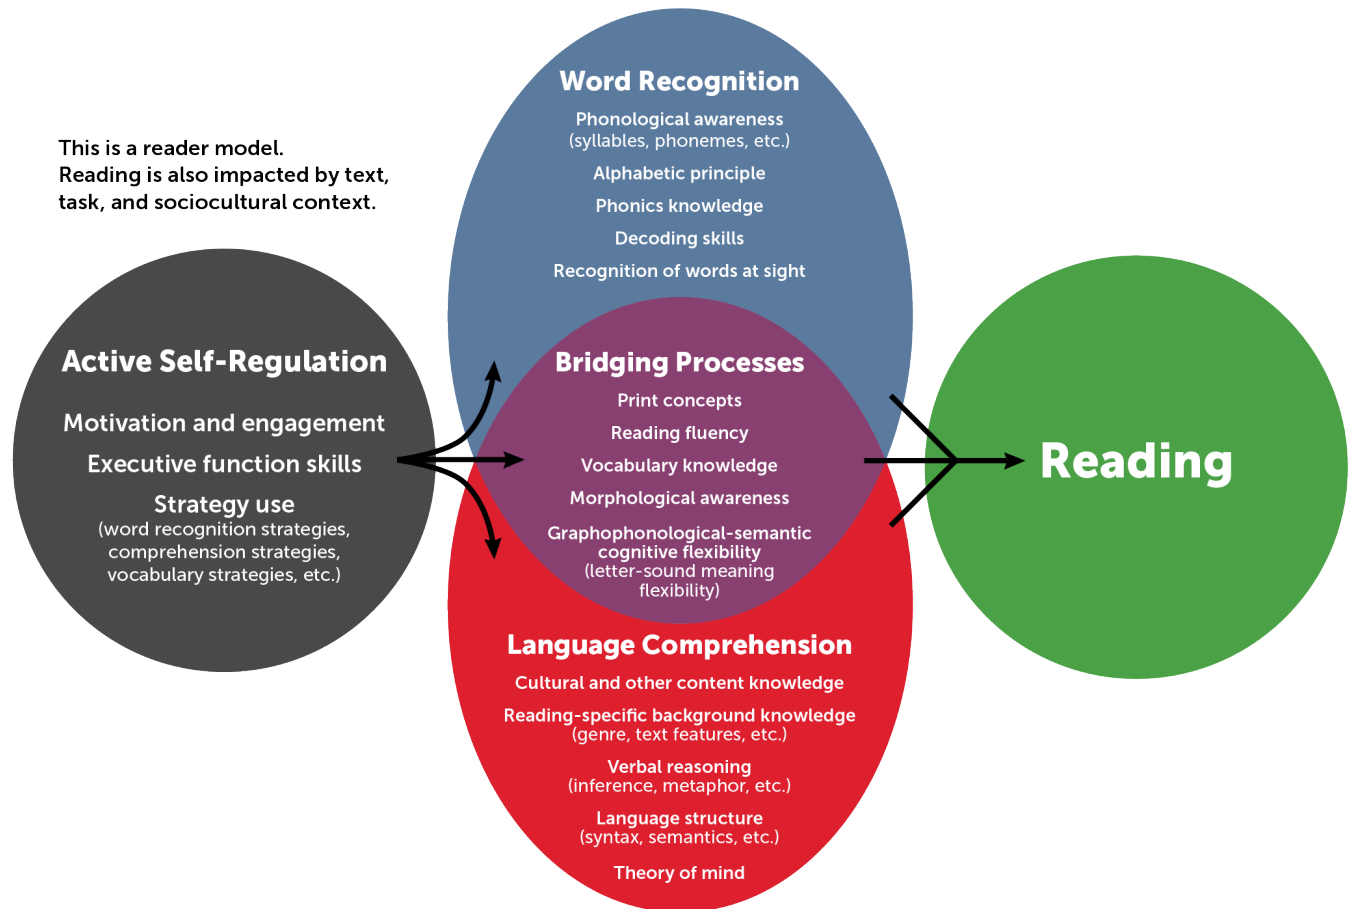 This is a reader model.
Reading is also impacted by text,
task, and sociocultural context.
Active Self-Regulation
Motivation and engagement
Executive function skills
Strategy use
(word recognition strategies,
comprehension strategies,
vocabulary strategies, etc.)
Word Recognition
Phonological awareness
(syllables, phonemes, etc.)
Alphabetic principle
Phonics knowledge
Decoding skills
Recognition of words at sight
Bridging Processes
Print concepts
Reading fluency
Vocabulary knowledge
Morphological awareness
Graphophonological-semantic
cognitive flexibility
(letter-sound meaning
flexibility)
Language Comprehension
Cultural and other content knowledge
Reading-specific background knowledge
(genre, text features, etc.)
Verbal reasoning
(inference, metaphor, etc.)
Language structure
(syntax, semantics, etc.)
Theory of mind
Reading